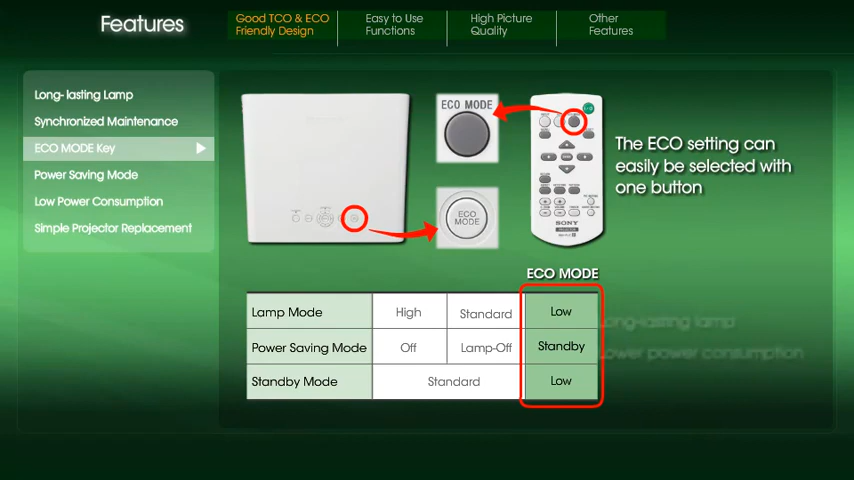 Features
Good TCO & ECO
Friendly Design
Easy to Use
Functions
High Picture
Quality
Other
Features
Long- lasting Lamp
Synchronized Maintenance
ECO MODE Key
Power Saving Mode
Low Power Consumption
Simple Projector Replacement
ECO MODE
ECO
MODE
SONY
The ECO setting can
easily be selected with
one button
ECO MODE
Lamp Mode High Standard Low
Power Saving Mode Off Lamp-Off Standby
Standby Mode Standard Low
Long-lasting lamp
Lower power consumption